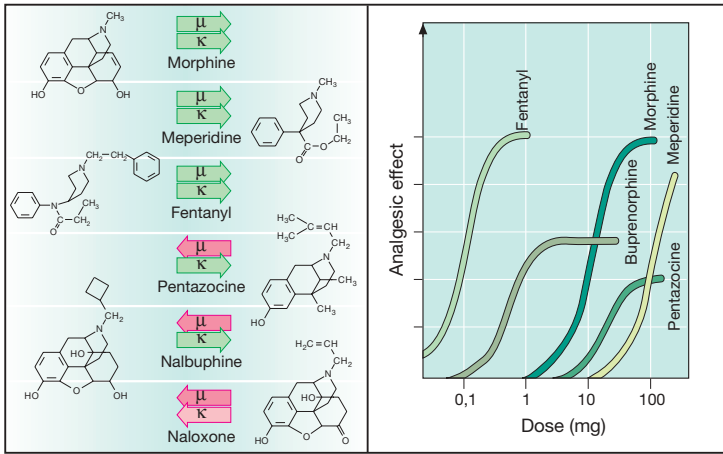 N
CH₃
HO
O
OH
μ
κ
Morphine
μ
κ
Meperidine
CH₃
N
CH₃
CH₂
C
O
O
N
CH₂
CH₂
N
CH₃
C
CH₂
O
μ
κ
Fentanyl
μ
κ
Pentazocine
H₃C
H₃C
C=CH
CH₂
N
CH₃
CH₃
HO
CH₂
N
HO
HO
O
OH
μ
κ
Nalbuphine
μ
κ
Naloxone
H₂C=CH
CH₂
N
HO
HO
O
O
Analgesic effect
Fentanyl
Buprenorphine
Morphine
Meperidine
Pentazocine
0,1
1
10
100
Dose (mg)